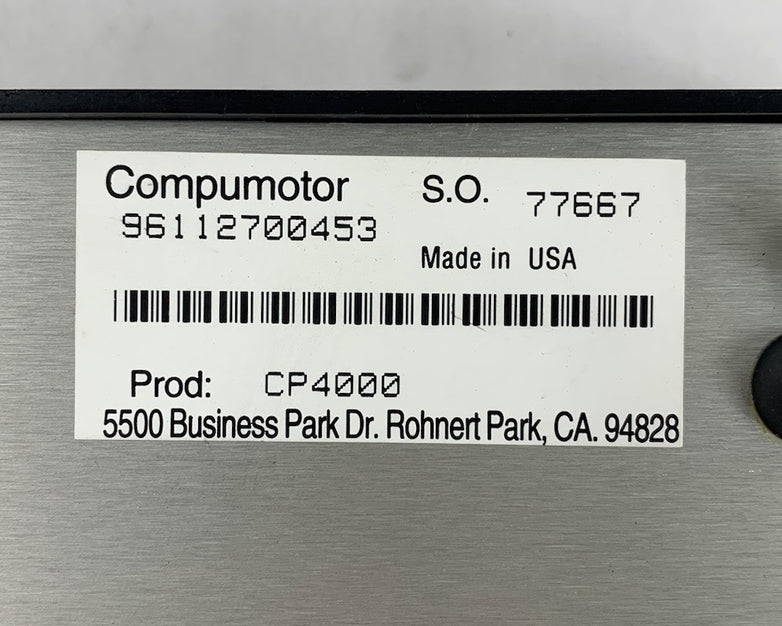 Compumotor S.O. 77667
96112700453
Made in USA
Prod: CP4000
5500 Business Park Dr. Rohnert Park, CA. 94828